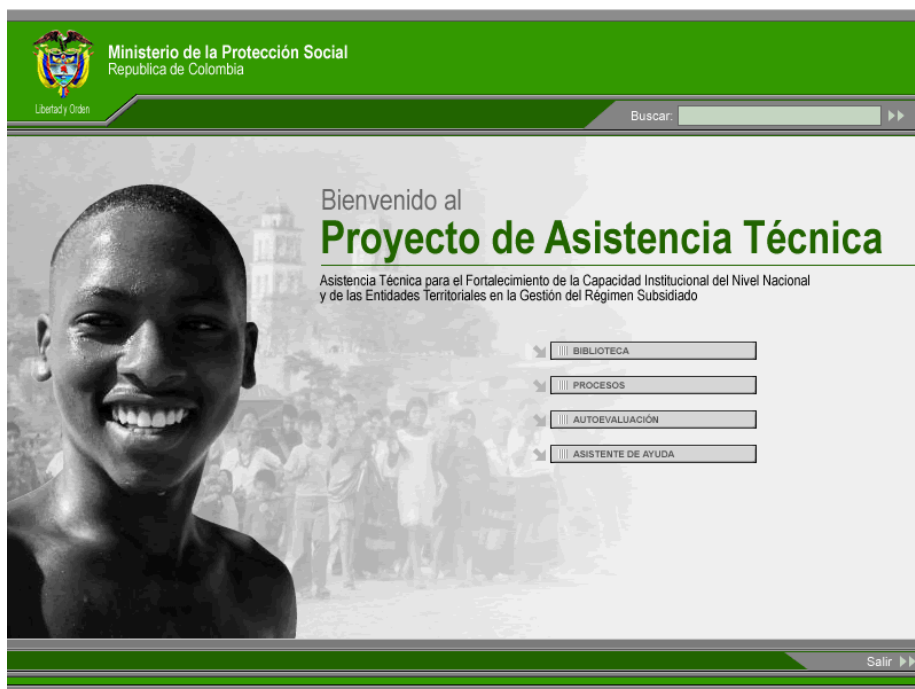 Ministerio de la Protección Social
Republica de Colombia
Libertad y Orden
Buscar:
Bienvenido al
Proyecto de Asistencia Técnica
Asistencia Técnica para el Fortalecimiento de la Capacidad Institucional del Nivel Nacional
y de las Entidades Territoriales en la Gestión del Régimen Subsidiado
BIBLIOTECA
PROCESOS
AUTOEVALUACIÓN
ASISTENTE DE AYUDA
Salir